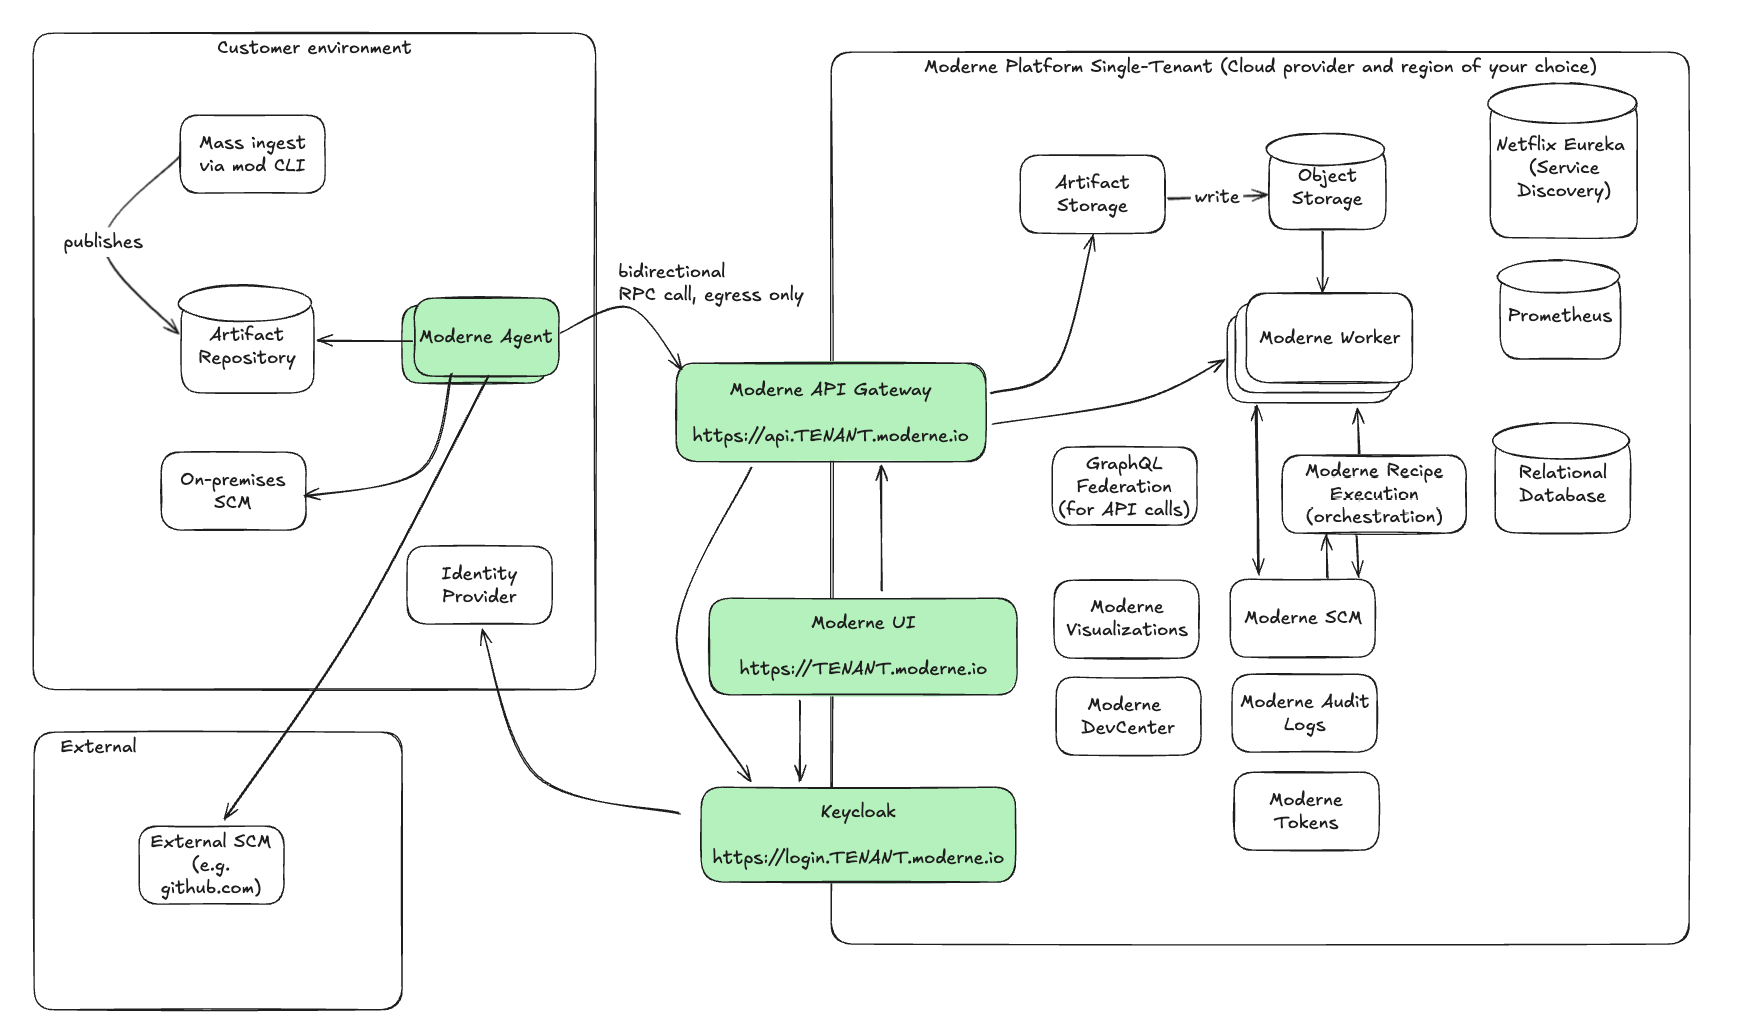 Customer environment
Mass ingest
via mod CLI
publishes
Artifact
Repository
Moderne Agent
On-premises
SCM
Identity
Provider
External
External SCM
(e.g.
github.com)
bidirectional
RPC call, egress only
Moderne API Gateway
https://api.TENANT.moderne.io
Moderne UI
https://TENANT.moderne.io
Keycloak
https://login.TENANT.moderne.io
Moderne Platform Single-Tenant (Cloud provider and region of your choice)
Artifact
Storage
write
Object
Storage
Netflix Eureka
(Service
Discovery)
Moderne Worker
Prometheus
GraphQL
Federation
(for API calls)
Moderne Recipe
Execution
(orchestration)
Relational
Database
Moderne
Visualizations
Moderne SCM
Moderne
DevCenter
Moderne Audit
Logs
Moderne
Tokens